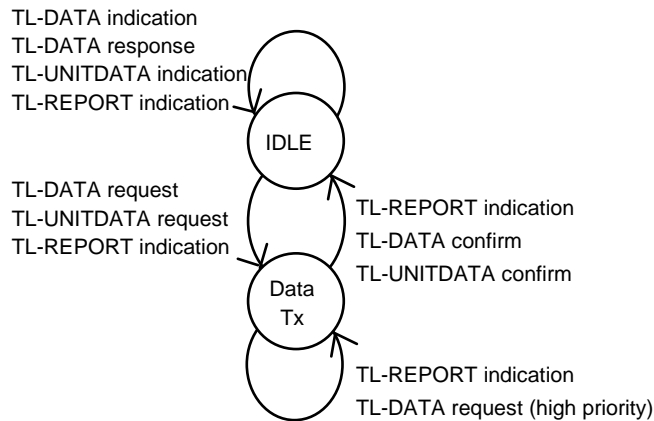 TL-DATA indication
TL-DATA response
TL-UNITDATA indication
TL-REPORT indication
IDLE
TL-DATA request
TL-UNITDATA request
TL-REPORT indication
TL-REPORT indication
TL-DATA confirm
TL-UNITDATA confirm
Data
Tx
TL-REPORT indication
TL-DATA request (high priority)